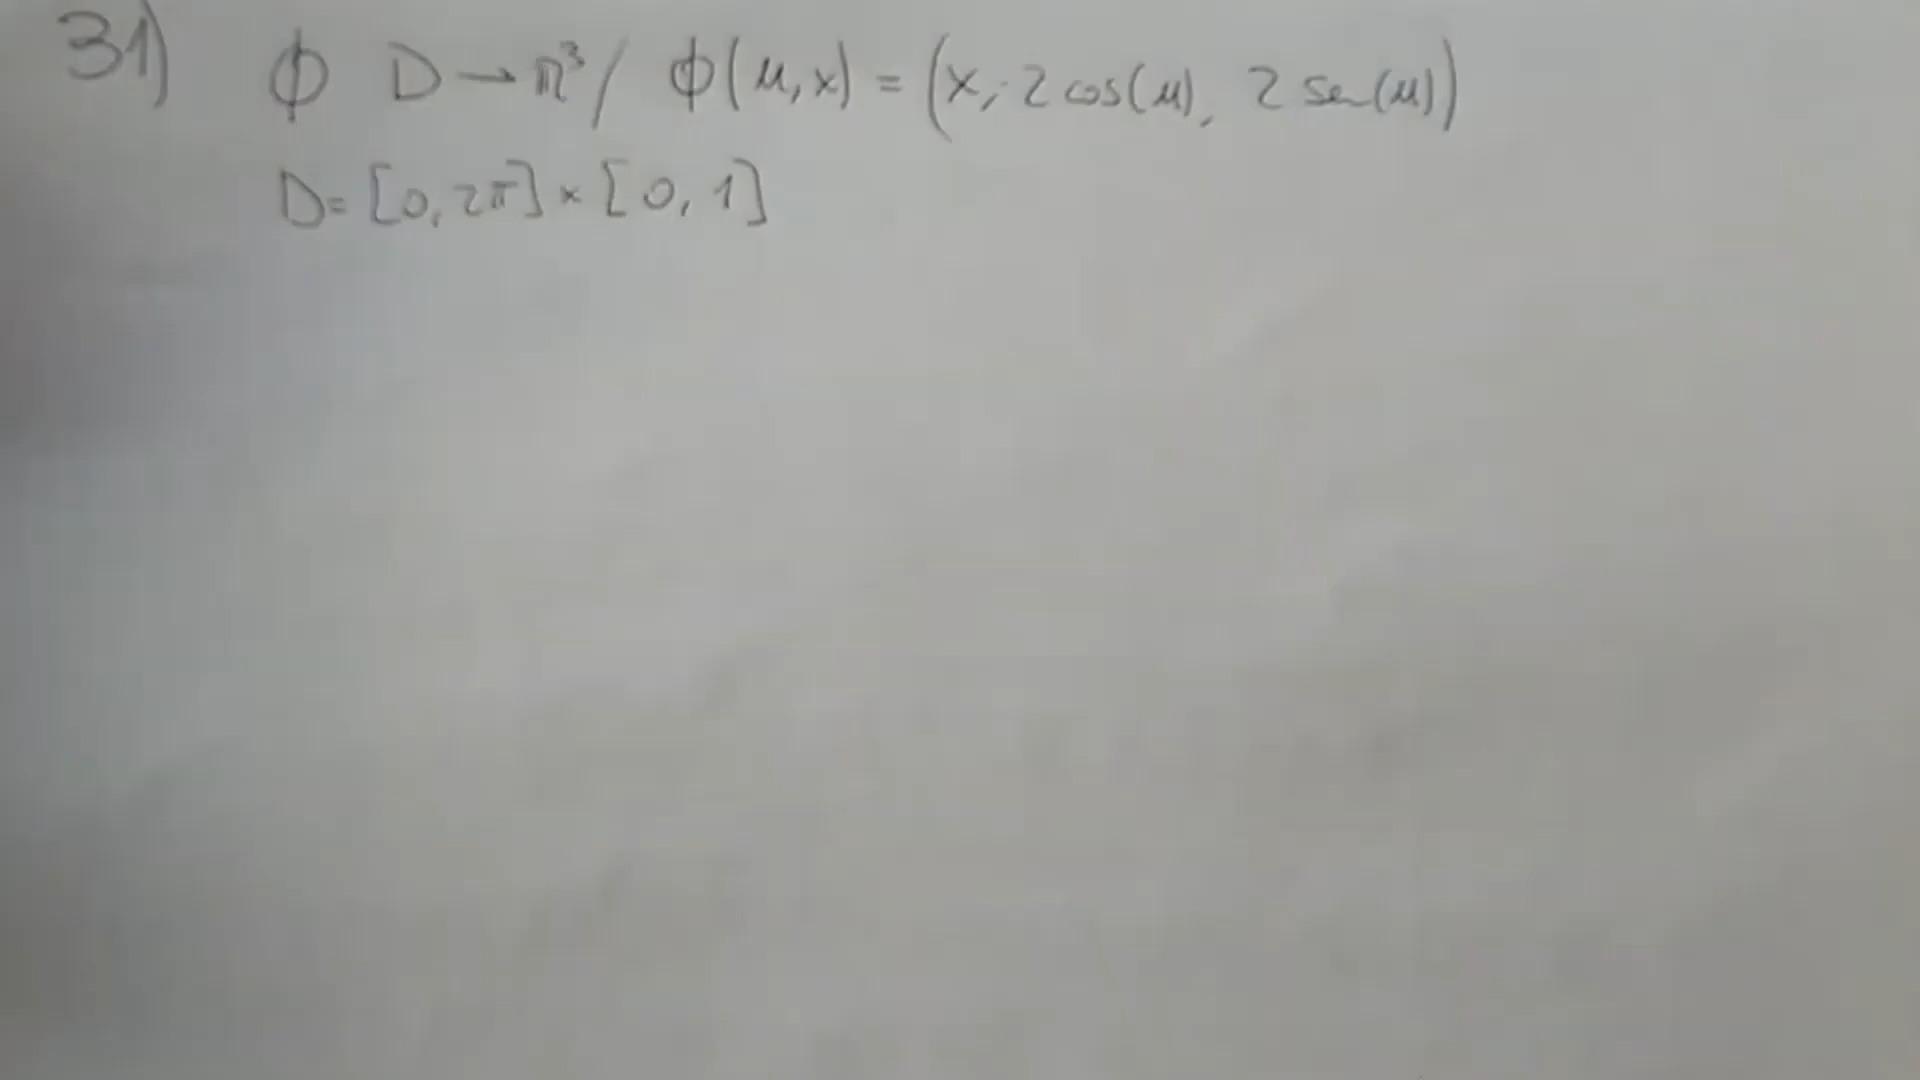 31) ϕ D → ℝ³ / ϕ(μ, x) = (x, 2 cos(μ), 2 sen(μ))
D = [0, 2π] × [0, 1]